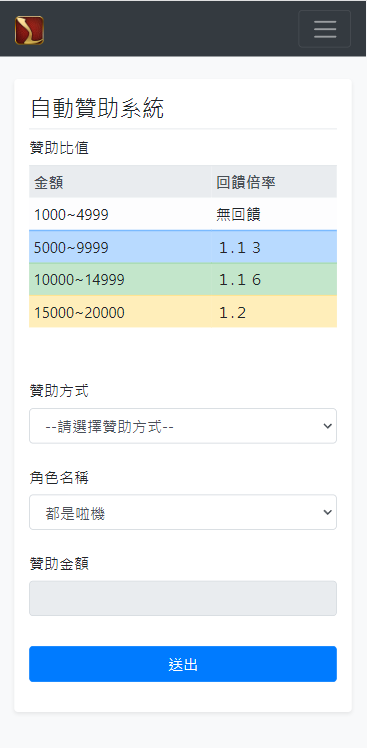 自動贊助系統
贊助比值
金額 回饋倍率
1000~4999 無回饋
5000~9999 １.１３
10000~14999 １.１６
15000~20000 １.２
贊助方式
--請選擇贊助方式--
角色名稱
都是啦機
贊助金額
送出